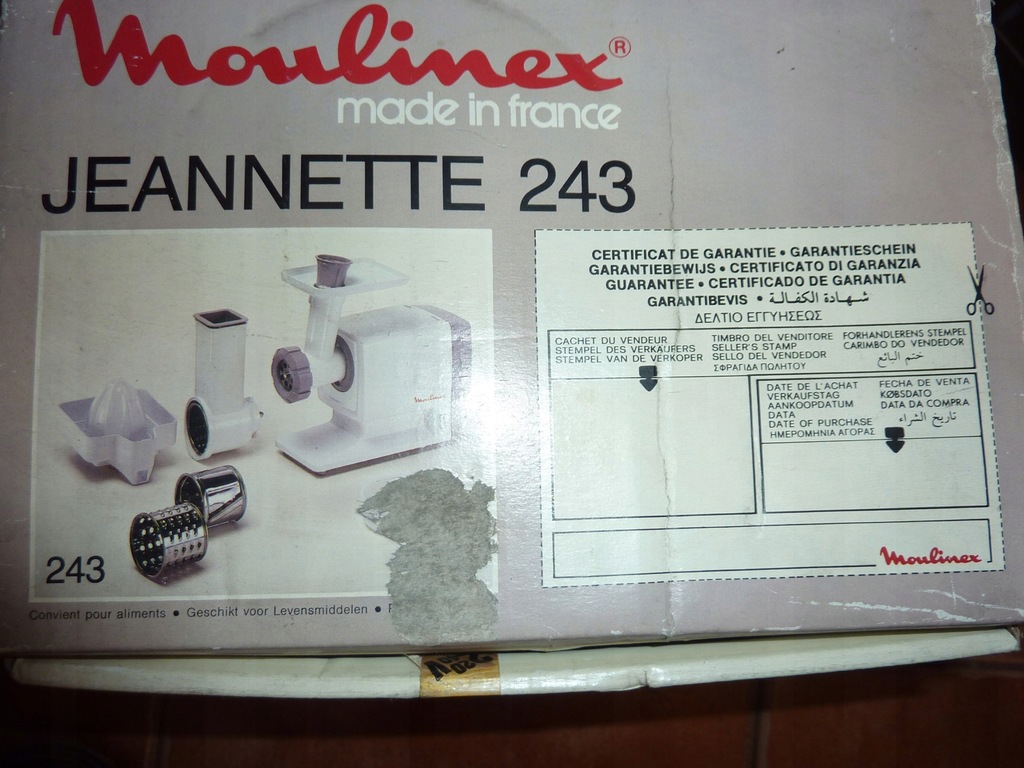 Moulinex®
made in france
JEANNETTE 243
Moulinex
243
Convient pour aliments • Geschikt voor Levensmiddelen •
CERTIFICAT DE GARANTIE • GARANTIESCHEIN
GARANTIEBEWIJS • CERTIFICATO DI GARANZIA
GUARANTEE • CERTIFICADO DE GARANTIA
GARANTIBEVIS • شهادة الكفالة
ΔΕΛΤΙΟ ΕΓΓΥΗΣΕΩΣ
CACHET DU VENDEUR
STEMPEL DES VERKÄUFERS
STEMPEL VAN DE VERKOPER
TIMBRO DEL VENDITORE
SELLER'S STAMP
SELLO DEL VENDEDOR
ΣΦΡΑΓΙΔΑ ΠΩΛΗΤΟΥ
FORHANDLERENS STEMPEL
CARIMBO DO VENDEDOR
ختم البائع
DATE DE L'ACHAT
VERKAUFSTAG
AANKOOPDATUM
DATA
DATE OF PURCHASE
ΗΜΕΡΟΜΗΝΙΑ ΑΓΟΡΑΣ
FECHA DE VENTA
KØBSDATO
DATA DA COMPRA
تاريخ الشراء
Moulinex
220
V